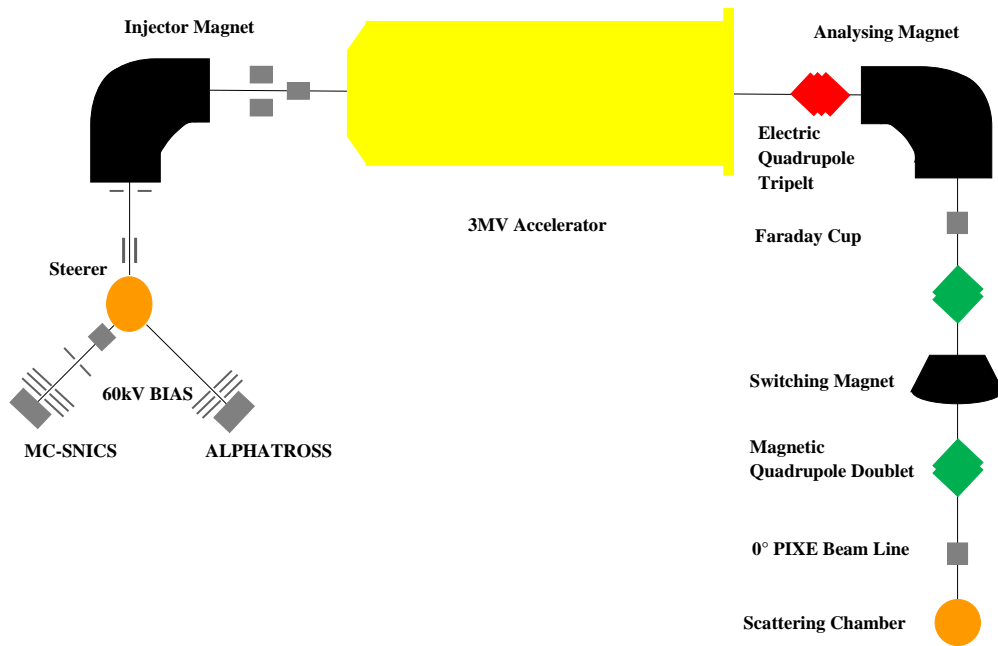 Injector Magnet
Analysing Magnet
Electric
Quadrupole
Tripelt
3MV Accelerator
Faraday Cup
Steerer
60kV BIAS
MC-SNICS
ALPHATROSS
Switching Magnet
Magnetic
Quadrupole Doublet
0° PIXE Beam Line
Scattering Chamber